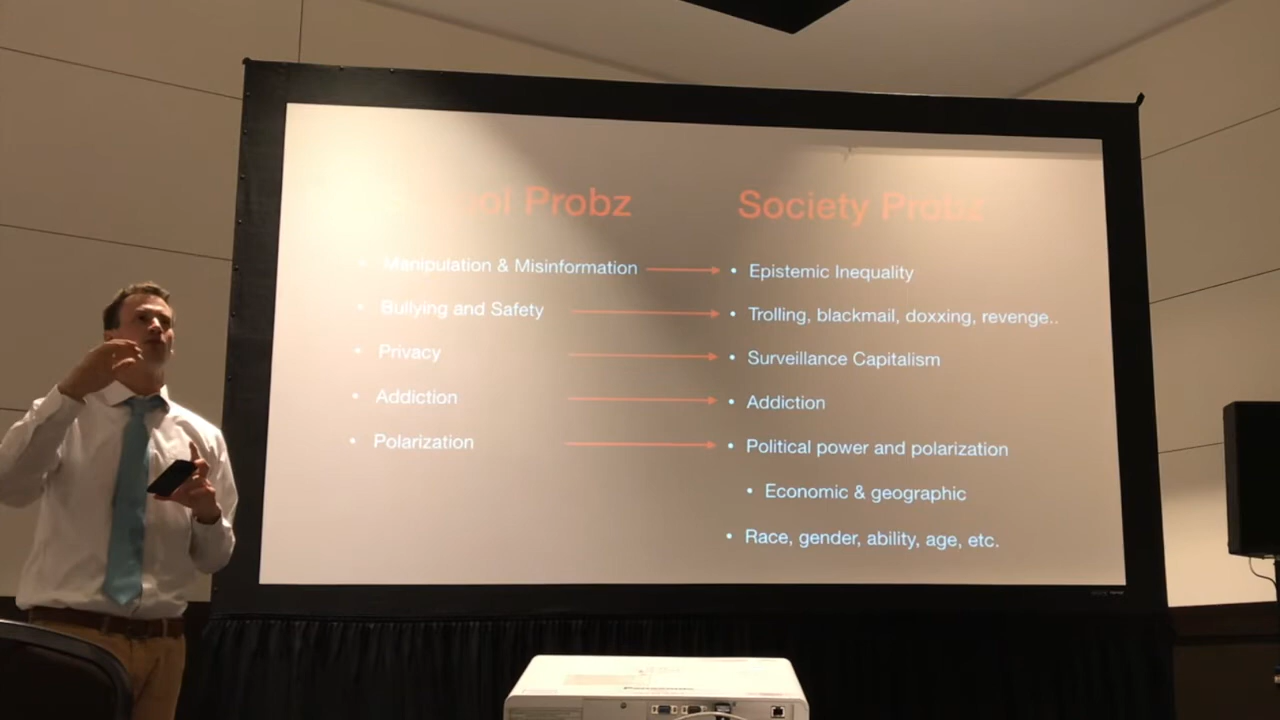 Probz
Society Probz
• Manipulation & Misinformation
• Epistemic Inequality
• Bullying and Safety
• Trolling, blackmail, doxxing, revenge..
• Privacy
• Surveillance Capitalism
• Addiction
• Addiction
• Polarization
• Political power and polarization
• Economic & geographic
• Race, gender, ability, age, etc.